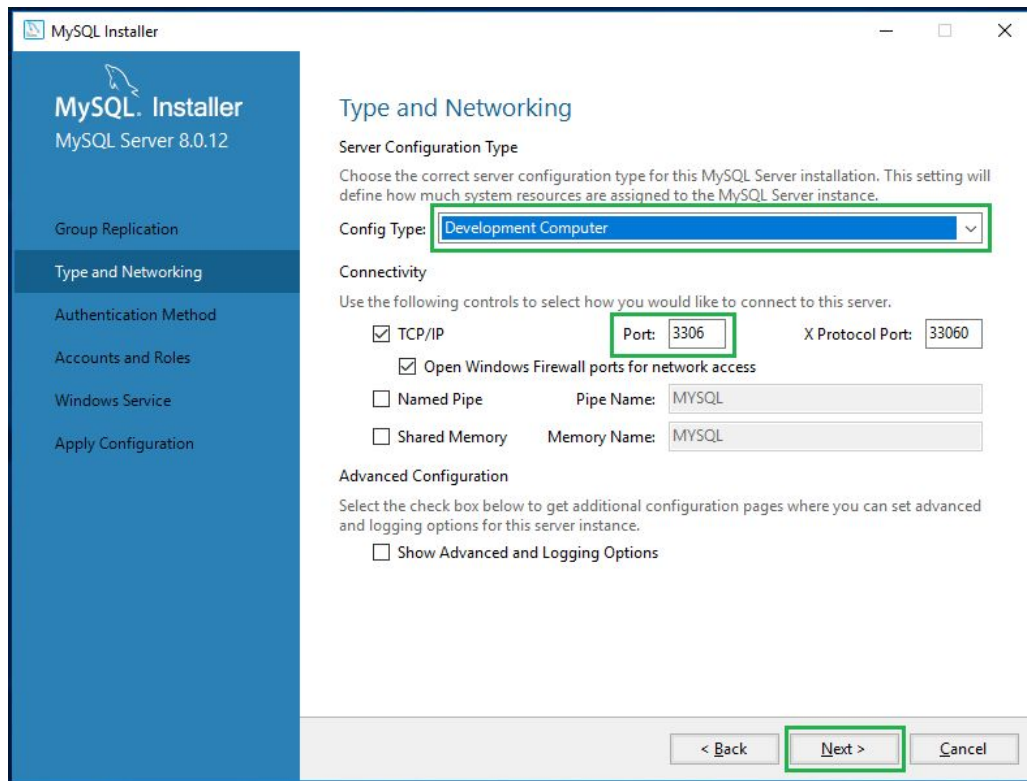 MySQL Installer
MySQL. Installer
MySQL Server 8.0.12
Group Replication
Type and Networking
Authentication Method
Accounts and Roles
Windows Service
Apply Configuration
Type and Networking
Server Configuration Type
Choose the correct server configuration type for this MySQL Server installation. This setting will
define how much system resources are assigned to the MySQL Server instance.
Config Type: Development Computer
Connectivity
Use the following controls to select how you would like to connect to this server.
TCP/IP Port: 3306 X Protocol Port: 33060
Open Windows Firewall ports for network access
Named Pipe Pipe Name: MYSQL
Shared Memory Memory Name: MYSQL
Advanced Configuration
Select the check box below to get additional configuration pages where you can set advanced
and logging options for this server instance.
Show Advanced and Logging Options
< Back Next > Cancel